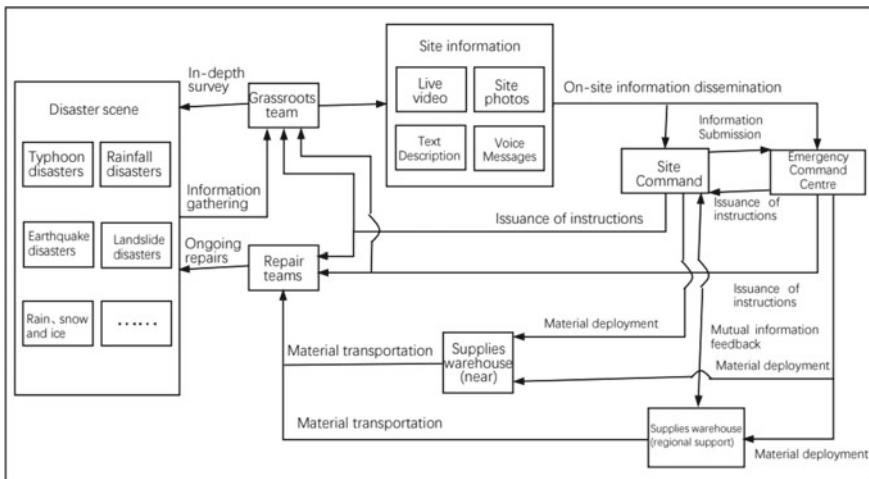 Disaster scene
Typhoon
disasters
Rainfall
disasters
Earthquake
disasters
Landslide
disasters
Rain、snow
and ice
……
In-depth
survey
Information
gathering
Ongoing
repairs
Grassroots
team
Repair
teams
Site information
Live
video
Site
photos
Text
Description
Voice
Messages
On-site information dissemination
Information
Submission
Site
Command
Emergency
Command
Centre
Issuance of
instructions
Issuance of instructions
Issuance of
instructions
Material deployment
Mutual information
feedback
Material transportation
Supplies
warehouse
(near)
Material deployment
Material transportation
Supplies warehouse
(regional support)
Material deployment